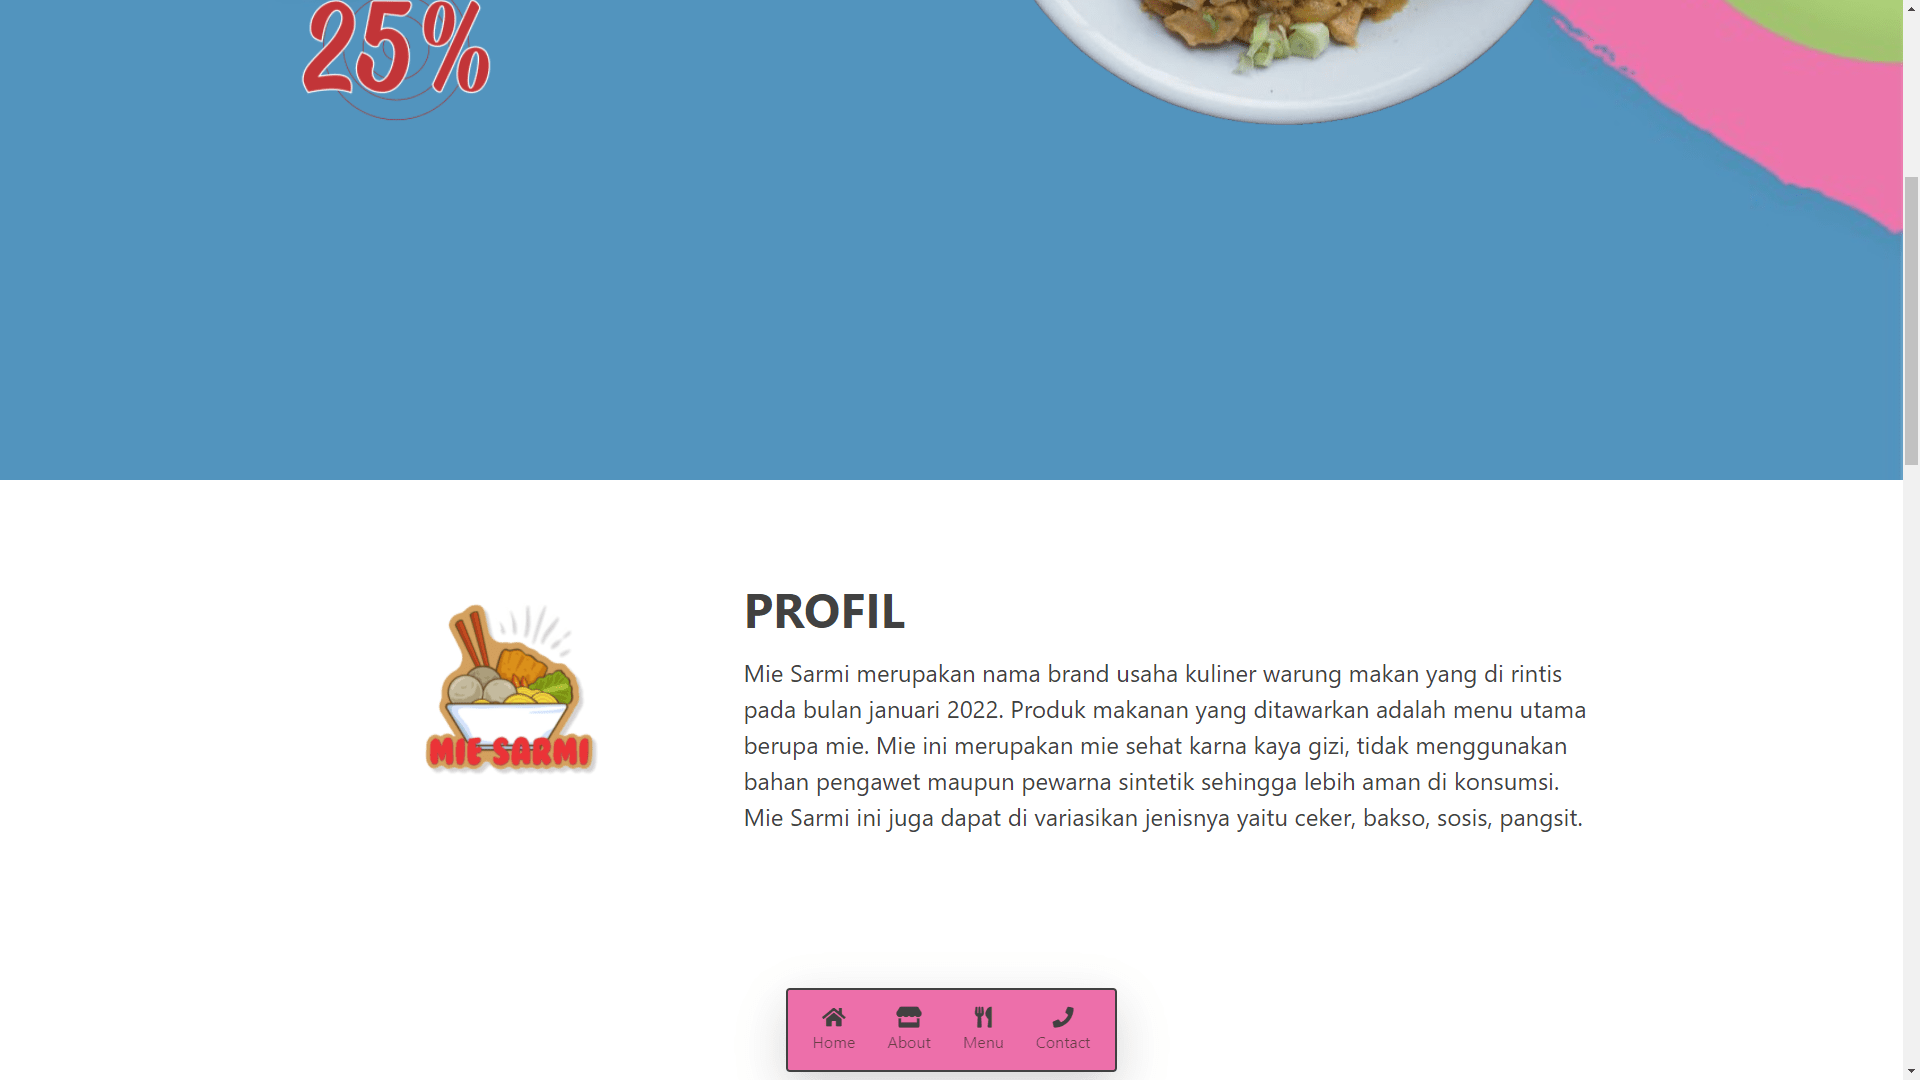 25%
PROFIL
Mie Sarmi merupakan nama brand usaha kuliner warung makan yang di rintis
pada bulan januari 2022. Produk makanan yang ditawarkan adalah menu utama
berupa mie. Mie ini merupakan mie sehat karna kaya gizi, tidak menggunakan
bahan pengawet maupun pewarna sintetik sehingga lebih aman di konsumsi.
Mie Sarmi ini juga dapat di variasikan jenisnya yaitu ceker, bakso, sosis, pangsit.
MIE SARMI
Home About Menu Contact